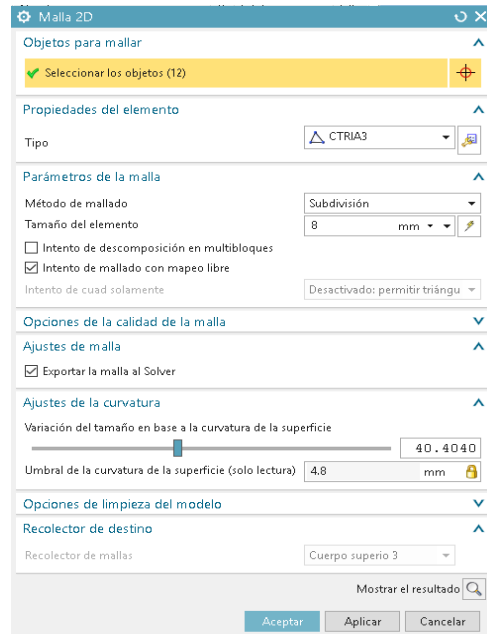 Malla 2D
Objetos para mallar
Seleccionar los objetos (12)
Propiedades del elemento
Tipo CTRIA3
Parámetros de la malla
Método de mallado Subdivisión
Tamaño del elemento 8 mm
Intento de descomposición en multibloques
Intento de mallado con mapeo libre
Intento de cuad solamente Desactivado: permitir triángu
Opciones de la calidad de la malla
Ajustes de malla
Exportar la malla al Solver
Ajustes de la curvatura
Variación del tamaño en base a la curvatura de la superficie
40.4040
Umbral de la curvatura de la superficie (solo lectura) 4.8 mm
Opciones de limpieza del modelo
Recolector de destino
Recolector de mallas Cuerpo superio 3
Mostrar el resultado
Aceptar Aplicar Cancelar